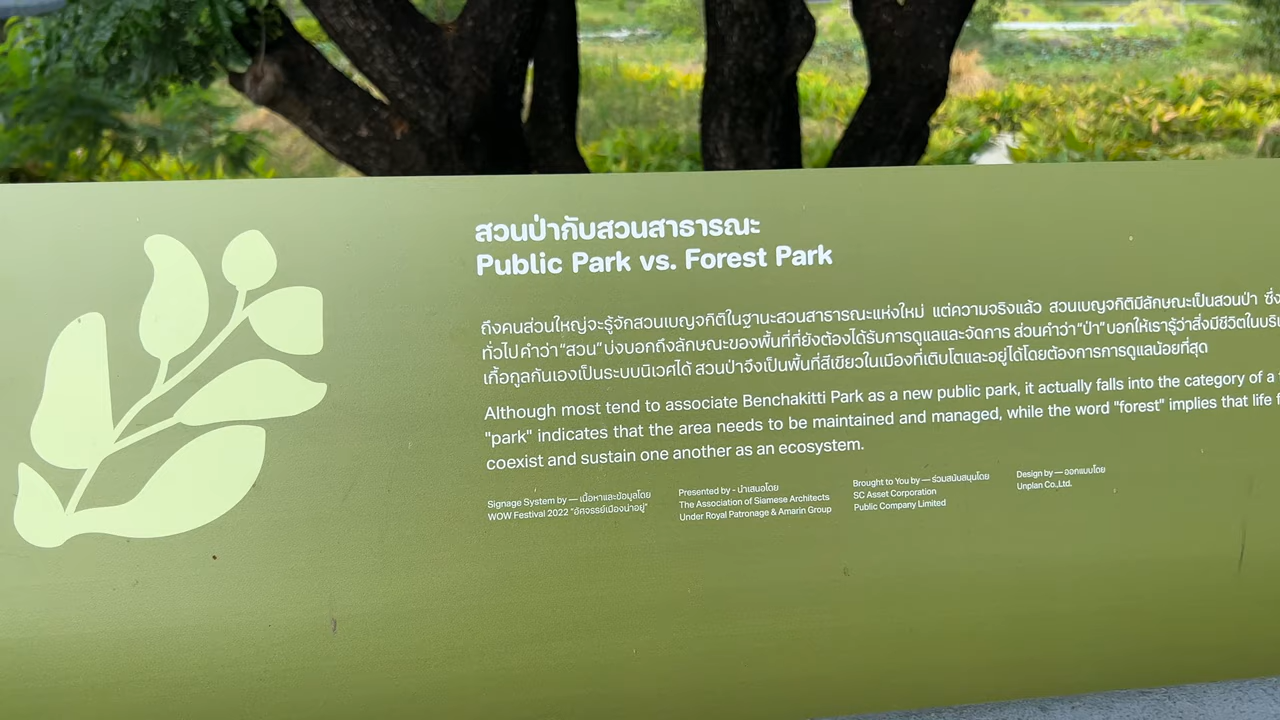 สวนป่ากับสวนสาธารณะ
Public Park vs. Forest Park
ถึงคนส่วนใหญ่จะรู้จักสวนเบญจกิติในฐานะสวนสาธารณะแห่งใหม่ แต่ความจริงแล้ว สวนเบญจกิติมีลักษณะเป็นสวนป่า
ทั่วไปคำว่า “สวน” บ่งบอกถึงลักษณะของพื้นที่ที่ยังต้องได้รับการดูแลและจัดการ ส่วนคำว่า “ป่า” บอกให้เรารู้ว่าสิ่งมีชีวิตใน
เกื้อกูลกันเองเป็นระบบนิเวศได้ สวนป่าจึงเป็นพื้นที่สีเขียวในเมืองที่เติบโตและอยู่ได้โดยต้องการการดูแลน้อยที่สุด
Although most tend to associate Benchakitti Park as a new public park, it actually falls into the category of a
"park" indicates that the area needs to be maintained and managed, while the word "forest" implies that life
coexist and sustain one another as an ecosystem.
Signage System by — เนื้อหาและข้อมูลโดย
WOW Festival 2022 “อัศจรรย์เมืองน่าอยู่”
Presented by - นำเสนอโดย
The Association of Siamese Architects
Under Royal Patronage & Amarin Group
Brought to You by — ร่วมสนับสนุนโดย
SC Asset Corporation
Public Company Limited
Design by — ออกแบบโดย
Unplan Co.,Ltd.